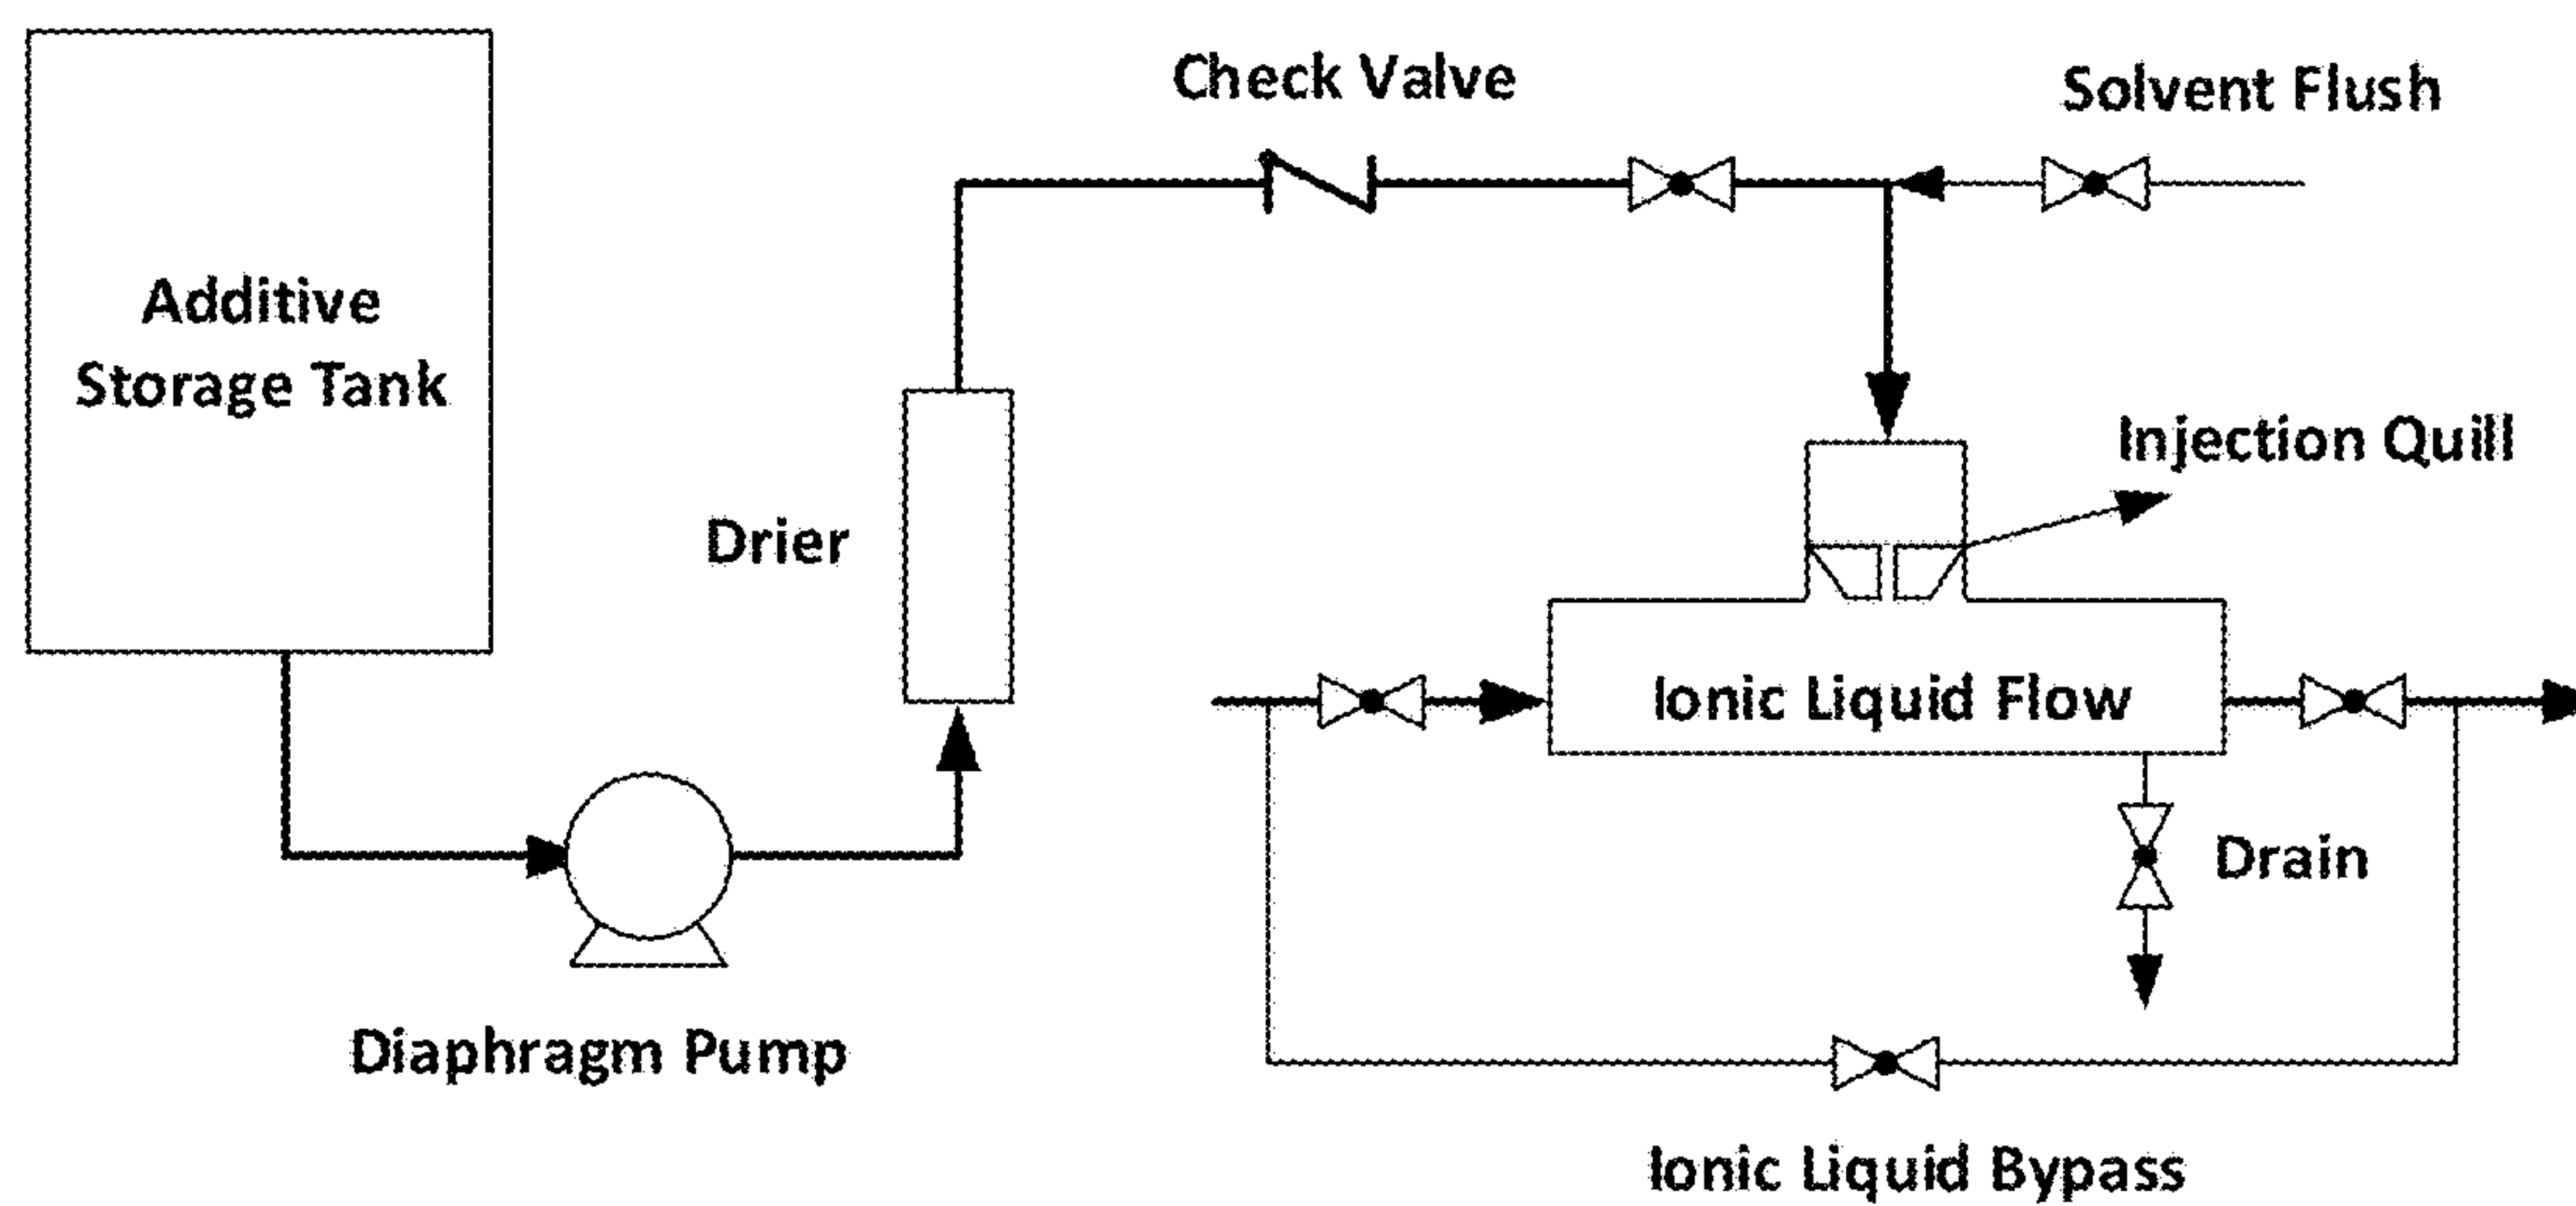 Check Valve
Solvent Flush
Additive
Storage Tank
Injection Quill
Drier
Ionic Liquid Flow
Drain
Diaphragm Pump
Ionic Liquid Bypass